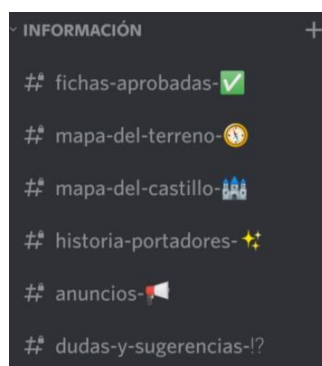 INFORMACIÓN
fichas-aprobadas-✅
mapa-del-terreno-🧭
mapa-del-castillo-🏰
historia-portadores-✨
anuncios-📢
dudas-y-sugerencias-⁉